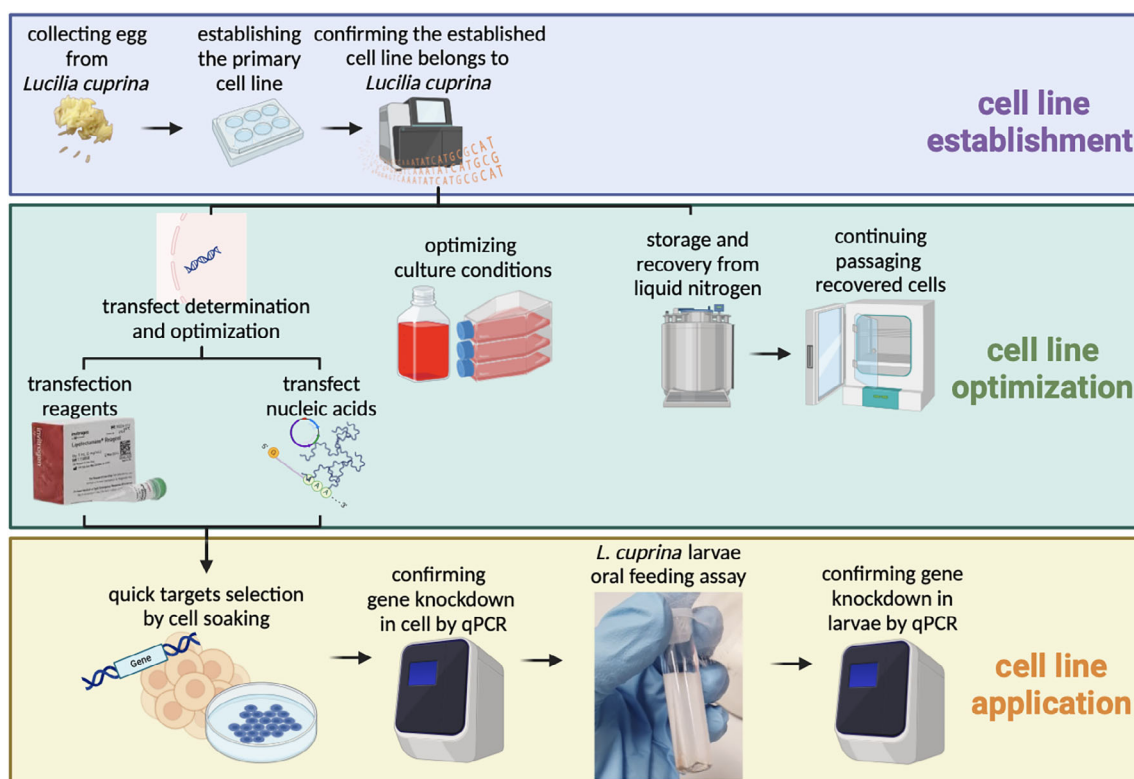 collecting egg
from
Lucilia cuprina
establishing
the primary
cell line
confirming the established
cell line belongs to
Lucilia cuprina
cell line
establishment
transfect determination
and optimization
optimizing
culture conditions
storage and
recovery from
liquid nitrogen
continuing
passaging
recovered cells
cell line
optimization
transfection
reagents
transfect
nucleic acids
invitrogen
5'
A A
3'
quick targets selection
by cell soaking
Gene
confirming
gene knockdown
in cell by qPCR
L. cuprina larvae
oral feeding assay
confirming gene
knockdown in
larvae by qPCR
cell line
application